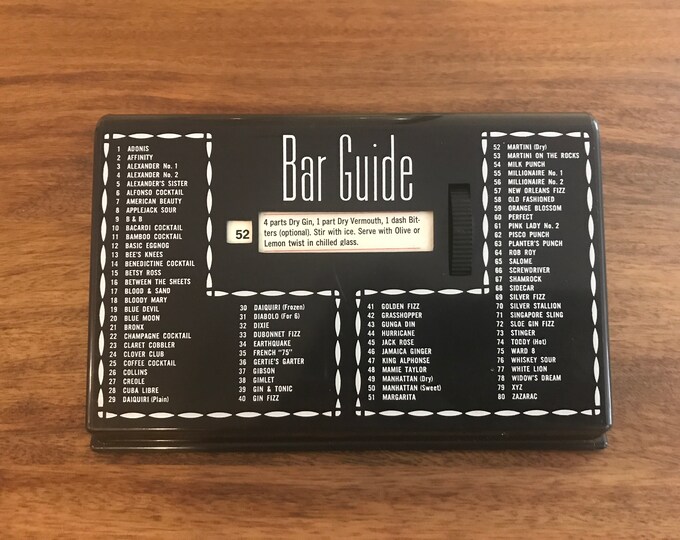 Bar Guide
52
4 parts Dry Gin, 1 part Dry Vermouth, 1 dash Bit-
ters (optional). Stir with ice. Serve with Olive or
Lemon twist in chilled glass.
1 ADONIS
2 AFFINITY
3 ALEXANDER No. 1
4 ALEXANDER No. 2
5 ALEXANDER'S SISTER
6 ALFONSO COCKTAIL
7 AMERICAN BEAUTY
8 APPLEJACK SOUR
9 B & B
10 BACARDI COCKTAIL
11 BAMBOO COCKTAIL
12 BASIC EGGNOG
13 BEE'S KNEES
14 BENEDICTINE COCKTAIL
15 BETSY ROSS
16 BETWEEN THE SHEETS
17 BLOOD & SAND
18 BLOODY MARY
19 BLUE DEVIL
20 BLUE MOON
21 BRONX
22 CHAMPAGNE COCKTAIL
23 CLARET COBBLER
24 CLOVER CLUB
25 COFFEE COCKTAIL
26 COLLINS
27 CREOLE
28 CUBA LIBRE
29 DAIQUIRI (Plain)
30 DAIQUIRI (Frozen)
31 DIABOLO (For 6)
32 DIXIE
33 DUBONNET FIZZ
34 EARTHQUAKE
35 FRENCH "75"
36 GERTIE'S GARTER
37 GIBSON
38 GIMLET
39 GIN & TONIC
40 GIN FIZZ
41 GOLDEN FIZZ
42 GRASSHOPPER
43 GUNGA DIN
44 HURRICANE
45 JACK ROSE
46 JAMAICA GINGER
47 KING ALPHONSE
48 MAMIE TAYLOR
49 MANHATTAN (Dry)
50 MANHATTAN (Sweet)
51 MARGARITA
52 MARTINI (Dry)
53 MARTINI ON THE ROCKS
54 MILK PUNCH
55 MILLIONAIRE No. 1
56 MILLIONAIRE No. 2
57 NEW ORLEANS FIZZ
58 OLD FASHIONED
59 ORANGE BLOSSOM
60 PERFECT
61 PINK LADY No. 2
62 PISCO PUNCH
63 PLANTER'S PUNCH
64 ROB ROY
65 SALOME
66 SCREWDRIVER
67 SHAMROCK
68 SIDECAR
69 SILVER FIZZ
70 SILVER STALLION
71 SINGAPORE SLING
72 SLOE GIN FIZZ
73 STINGER
74 TODDY (Hot)
75 WARD 8
76 WHISKEY SOUR
77 WHITE LION
78 WIDOW'S DREAM
79 XYZ
80 ZAZARAC